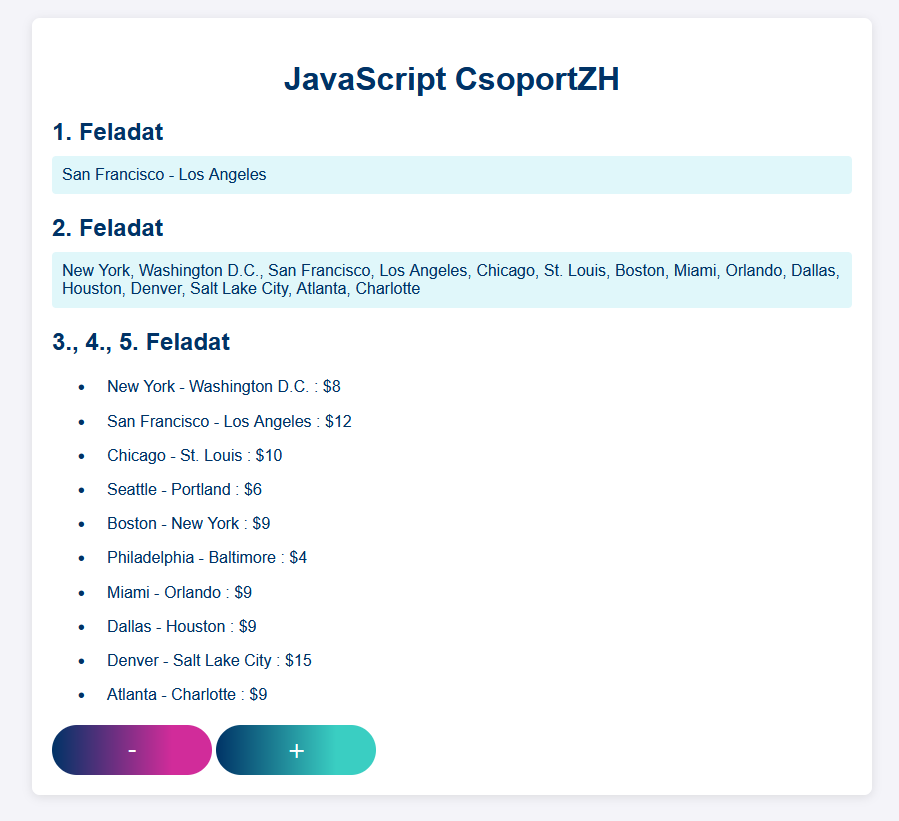 JavaScript CsoportZH
1. Feladat
San Francisco - Los Angeles
2. Feladat
New York, Washington D.C., San Francisco, Los Angeles, Chicago, St. Louis, Boston, Miami, Orlando, Dallas,
Houston, Denver, Salt Lake City, Atlanta, Charlotte
3., 4., 5. Feladat
• New York - Washington D.C. : $8
• San Francisco - Los Angeles : $12
• Chicago - St. Louis : $10
• Seattle - Portland : $6
• Boston - New York : $9
• Philadelphia - Baltimore : $4
• Miami - Orlando : $9
• Dallas - Houston : $9
• Denver - Salt Lake City : $15
• Atlanta - Charlotte : $9
- +